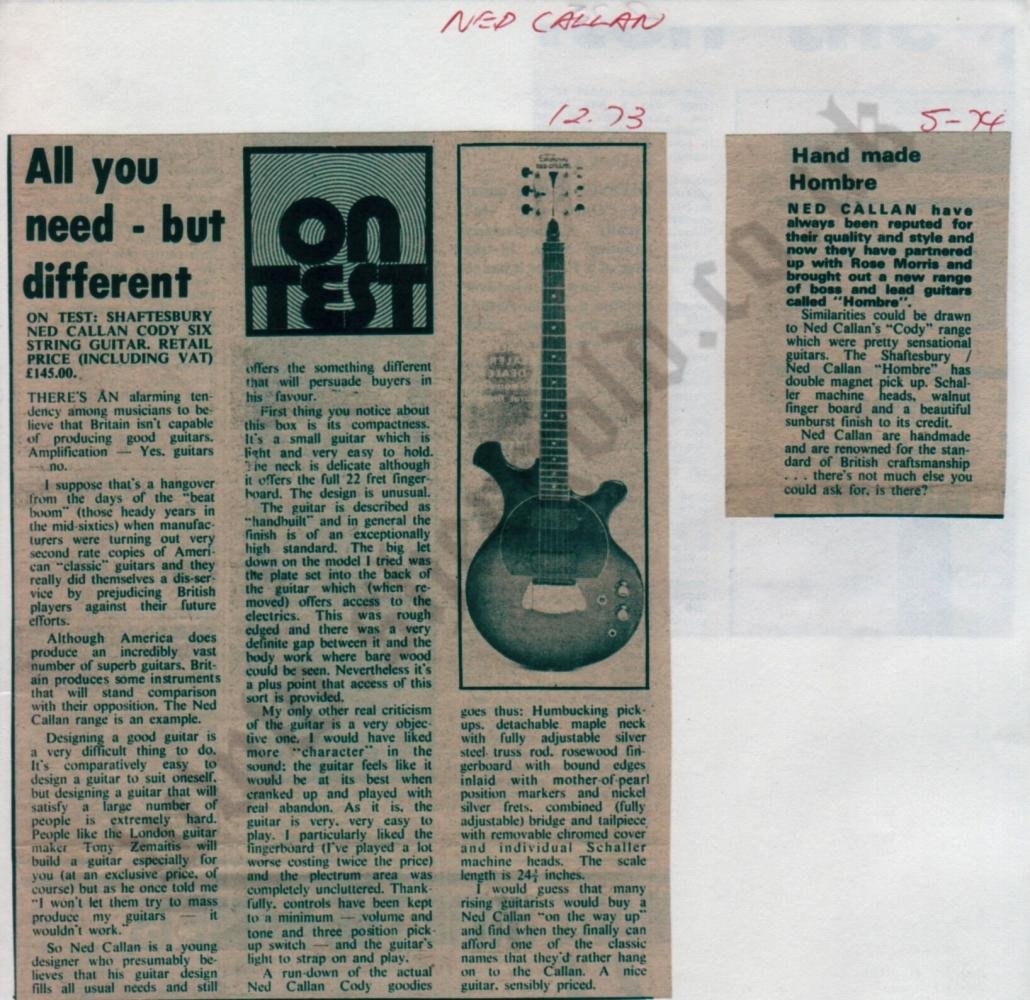 NED CALLAN
12.73
5-74
All you
need - but
different
ON TEST: SHAFTESBURY
NED CALLAN CODY SIX
STRING GUITAR. RETAIL
PRICE (INCLUDING VAT)
£145.00.
THERE'S AN alarming ten-
dency among musicians to be-
lieve that Britain isn't capable
of producing good guitars.
Amplification — Yes, guitars
— no.
I suppose that's a hangover
from the days of the "beat
boom" (those heady years in
the mid-sixties) when manufac-
turers were turning out very
second rate copies of Ameri-
can "classic" guitars and they
really did themselves a dis-ser-
vice by prejudicing British
players against their future
efforts.
Although America does
produce an incredibly vast
number of superb guitars, Brit-
ain produces some instruments
that will stand comparison
with their opposition. The Ned
Callan range is an example.
Designing a good guitar is
a very difficult thing to do.
It's comparatively easy to
design a guitar to suit oneself,
but designing a guitar that will
satisfy a large number of
people is extremely hard.
People like the London guitar
maker Tony Zemaitis will
build a guitar especially for
you (at an exclusive price, of
course) but as he once told me
"I won't let them try to mass
produce my guitars — it
wouldn't work."
So Ned Callan is a young
designer who presumably be-
lieves that his guitar design
fills all usual needs and still
ON
TEST
offers the something different
that will persuade buyers in
his favour.
First thing you notice about
this box is its compactness.
It's a small guitar which is
light and very easy to hold.
The neck is delicate although
it offers the full 22 fret finger-
board. The design is unusual.
The guitar is described as
"handbuilt" and in general the
finish is of an exceptionally
high standard. The big let
down on the model I tried was
the plate set into the back of
the guitar which (when re-
moved) offers access to the
electrics. This was rough
edged and there was a very
definite gap between it and the
body work where bare wood
could be seen. Nevertheless it's
a plus point that access of this
sort is provided.
My only other real criticism
of the guitar is a very objec-
tive one. I would have liked
more "character" in the
sound; the guitar feels like it
would be at its best when
cranked up and played with
real abandon. As it is, the
guitar is very, very easy to
play. I particularly liked the
fingerboard (I've played a lot
worse costing twice the price)
and the plectrum area was
completely uncluttered. Thank-
fully, controls have been kept
to a minimum — volume and
tone and three position pick-
up switch — and the guitar's
light to strap on and play.
A run-down of the actual
Ned Callan Cody goodies
goes thus: Humbucking pick-
ups, detachable maple neck
with fully adjustable silver
steel truss rod, rosewood fin-
gerboard with bound edges
inlaid with mother-of-pearl
position markers and nickel
silver frets, combined (fully
adjustable) bridge and tailpiece
with removable chromed cover
and individual Schaller
machine heads. The scale
length is 24¾ inches.
I would guess that many
rising guitarists would buy a
Ned Callan "on the way up"
and find when they finally can
afford one of the classic
names that they'd rather hang
on to the Callan. A nice
guitar, sensibly priced.
Hand made
Hombre
NED CALLAN have
always been reputed for
their quality and style and
now they have partnered
up with Rose Morris and
brought out a new range
of boss and lead guitars
called "Hombre".
Similarities could be drawn
to Ned Callan's "Cody" range
which were pretty sensational
guitars. The Shaftesbury /
Ned Callan "Hombre" has
double magnet pick up. Schal-
ler machine heads, walnut
finger board and a beautiful
sunburst finish to its credit.
Ned Callan are handmade
and are renowned for the stan-
dard of British craftsmanship
. . . there's not much else you
could ask for, is there?